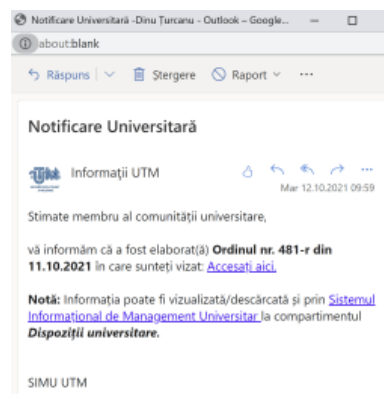 Notificare Universitară -Dinu Țurcanu - Outlook – Google...
about:blank
Răspuns Ștergere Raport ...
Notificare Universitară
Informații UTM
Mar 12.10.2021 09:59
Stimate membru al comunității universitare,
vă informăm că a fost elaborat(ă) Ordinul nr. 481-r din
11.10.2021 în care sunteți vizat: Accesați aici.
Notă: Informația poate fi vizualizată/descărcată și prin Sistemul
Informațional de Management Universitar la compartimentul
Dispoziții universitare.
SIMU UTM